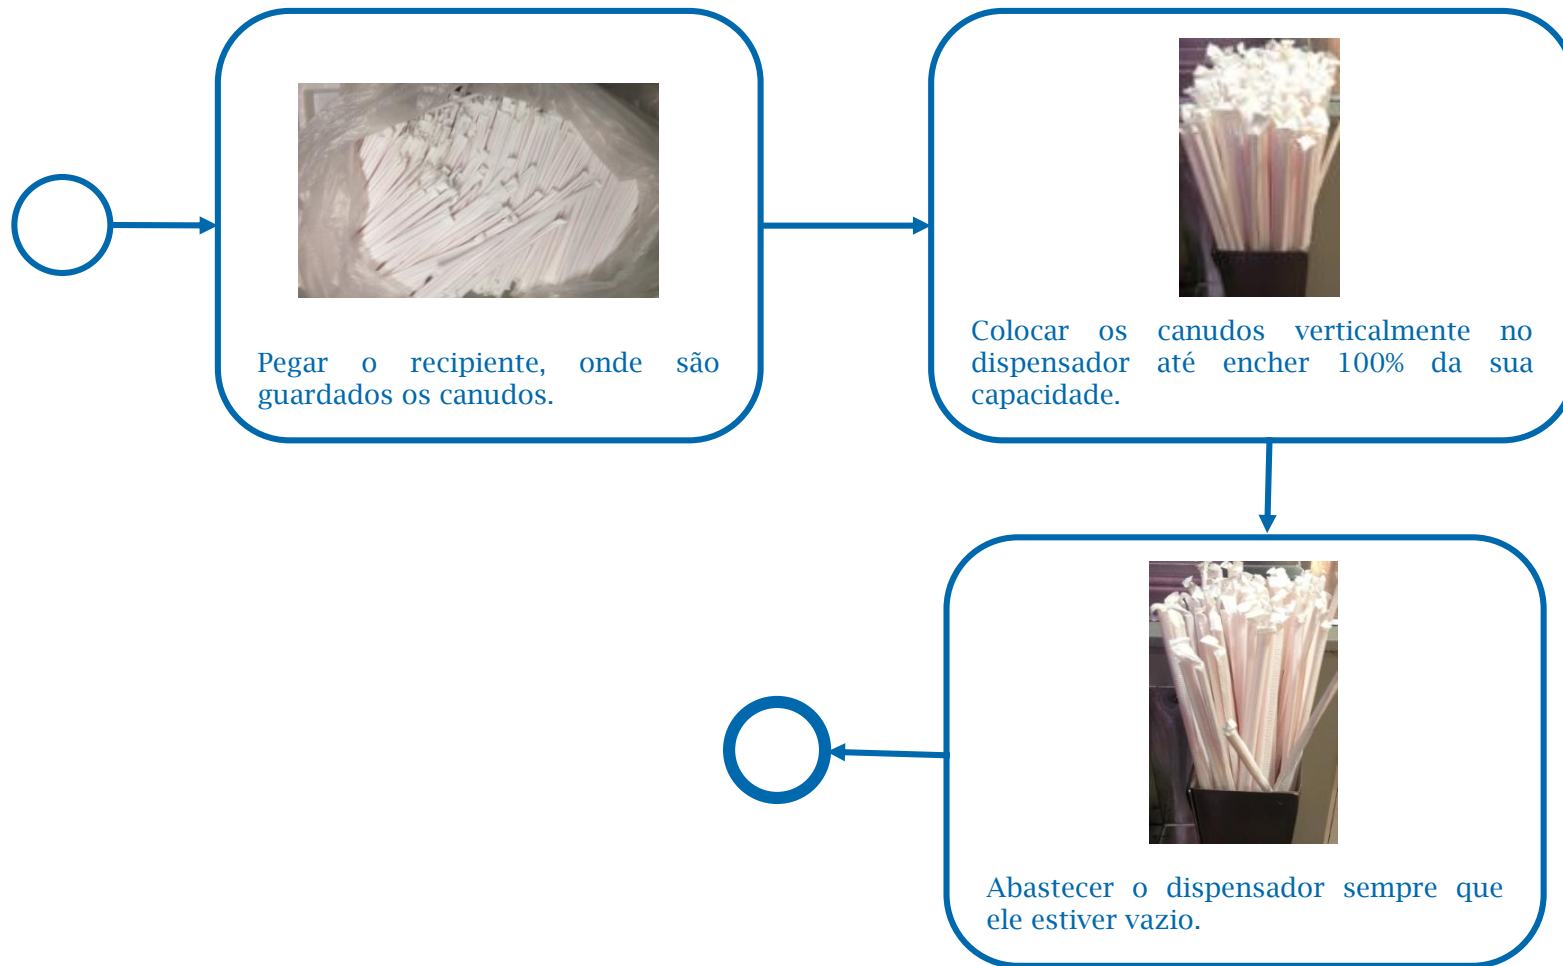 Pegar o recipiente, onde são
guardados os canudos.
Colocar os canudos verticalmente no
dispensador até encher 100% da sua
capacidade.
Abastecer o dispensador sempre que
ele estiver vazio.